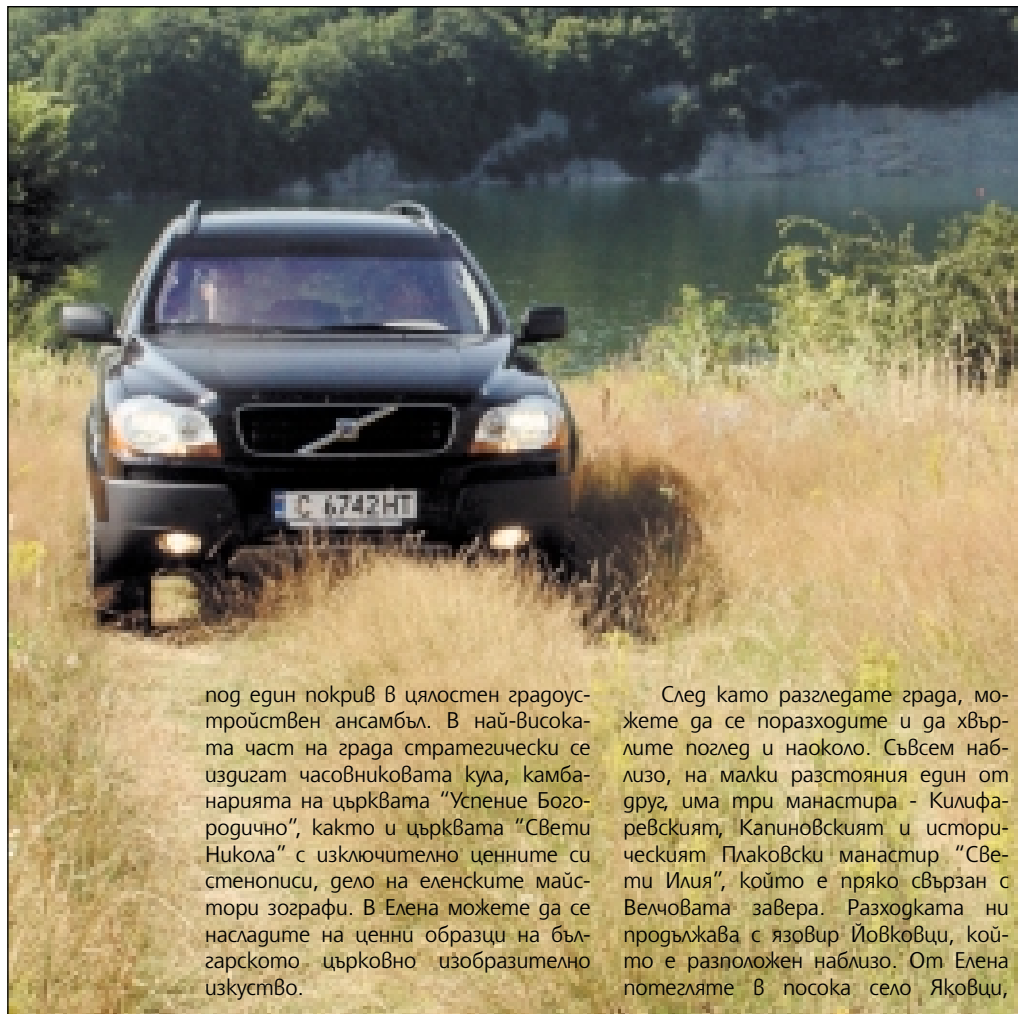 C 6742HT
под един покрив в цялостен градоус-
тройствен ансамбъл. В най-висока-
та част на града стратегически се
издигат часовниковата кула, камба-
нарията на църквата "Успение Бого-
родично", както и църквата "Свети
Никола" с изключително ценните си
стенописи, дело на еленските майс-
тори зографи. В Елена можете да се
насладите на ценни образци на бъл-
гарското църковно изобразително
изкуство.
След като разгледате града, мо-
жете да се поразходите и да хвър-
лите поглед и наоколо. Съвсем наб-
лизо, на малки разстояния един от
друг, има три манастира - Килифа-
ревският, Капиновският и истори-
ческият Плаковски манастир "Све-
ти Илия", който е пряко свързан с
Велчовата завера. Разходката ни
продължава с язовир Йовковци, кой-
то е разположен наблизо. От Елена
потегляте в посока село Яковци,